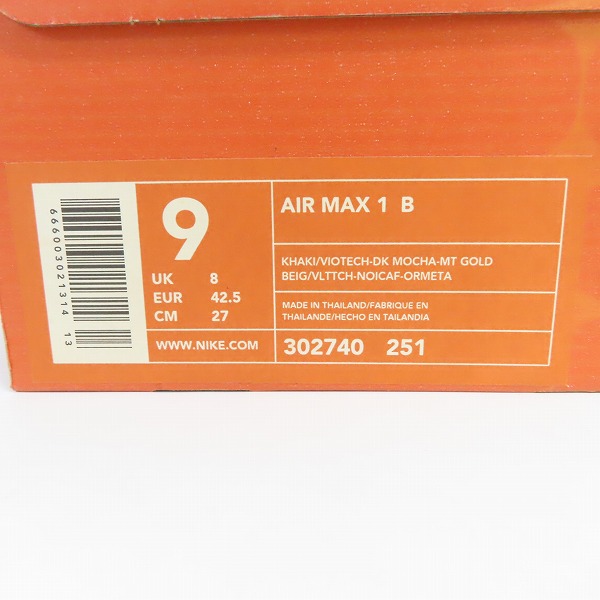 6660030213141 13
9
UK 8
EUR 42.5
CM 27
WWW.NIKE.COM
AIR MAX 1 B
KHAKI/VIOTECH-DK MOCHA-MT GOLD
BEIG/VLTTCH-NOICAF-ORMETA
MADE IN THAILAND/FABRIQUE EN
THAILANDE/HECHO EN TAILANDIA
302740 251